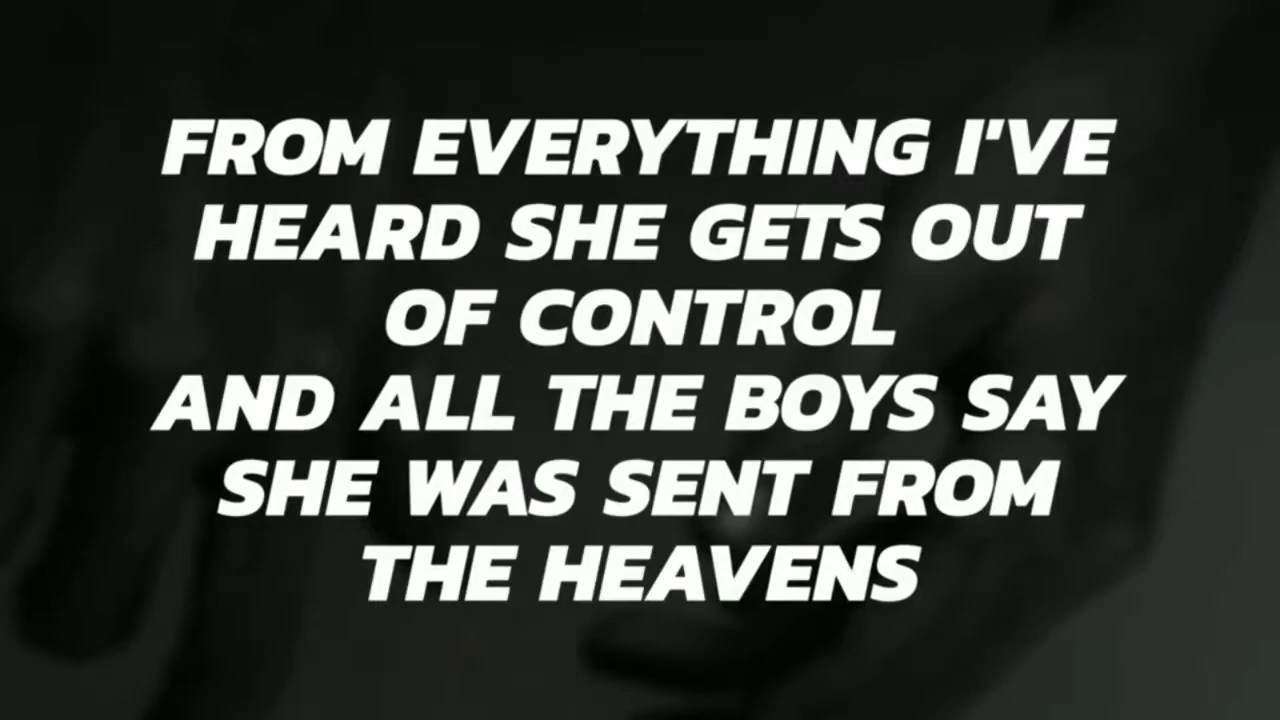 FROM EVERYTHING I'VE
HEARD SHE GETS OUT
OF CONTROL
AND ALL THE BOYS SAY
SHE WAS SENT FROM
THE HEAVENS